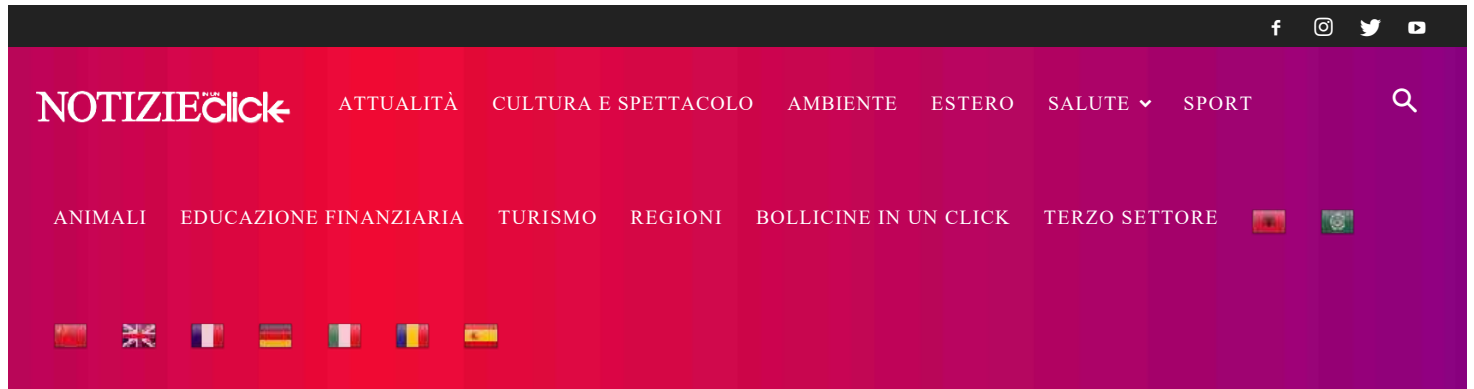 NOTIZIE IN UN click ATTUALITÀ CULTURA E SPETTACOLO AMBIENTE ESTERO SALUTE SPORT
ANIMALI EDUCAZIONE FINANZIARIA TURISMO REGIONI BOLLICINE IN UN CLICK TERZO SETTORE